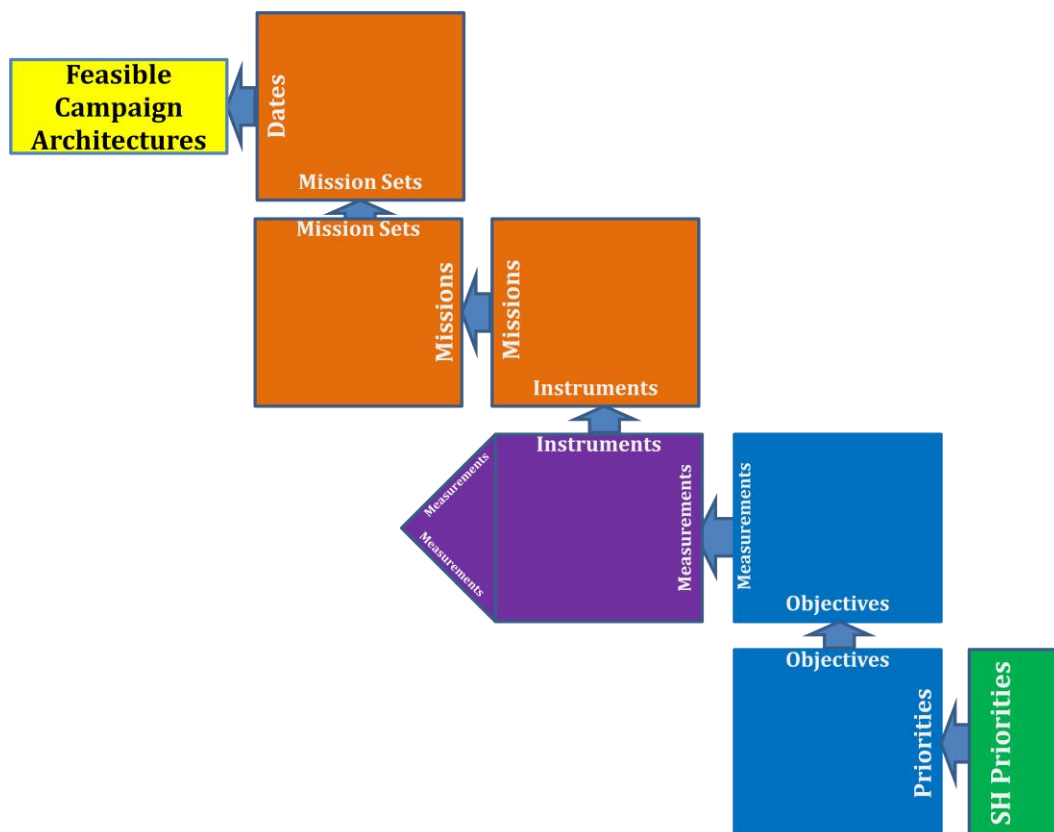 Feasible
Campaign
Architectures
Dates
Mission Sets
Mission Sets
Missions
Missions
Instruments
Instruments
Measurements
Measurements
Measurements
Measurements
Objectives
Objectives
Priorities
SH Priorities